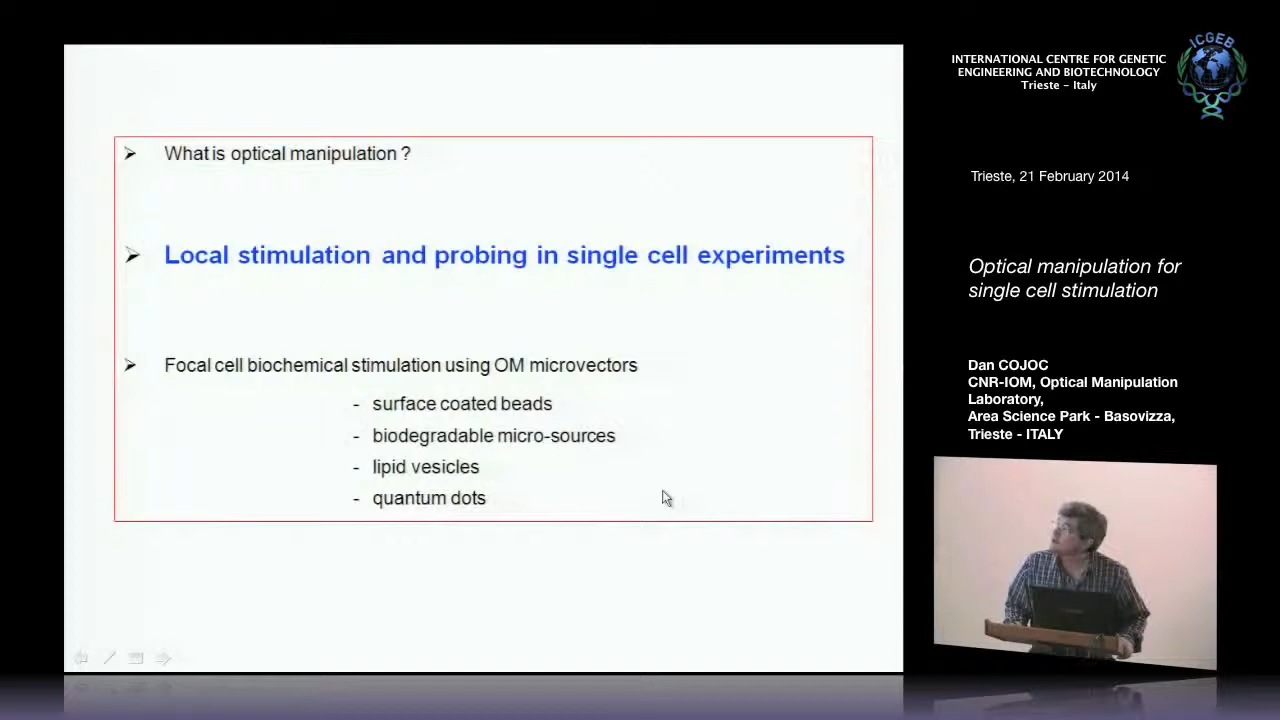 What is optical manipulation ?
Local stimulation and probing in single cell experiments
Focal cell biochemical stimulation using OM microvectors
- surface coated beads
- biodegradable micro-sources
- lipid vesicles
- quantum dots
INTERNATIONAL CENTRE FOR GENETIC
ENGINEERING AND BIOTECHNOLOGY
Trieste - Italy
ICGEB
Trieste, 21 February 2014
Optical manipulation for
single cell stimulation
Dan COJOC
CNR-IOM, Optical Manipulation
Laboratory,
Area Science Park - Basovizza,
Trieste - ITALY